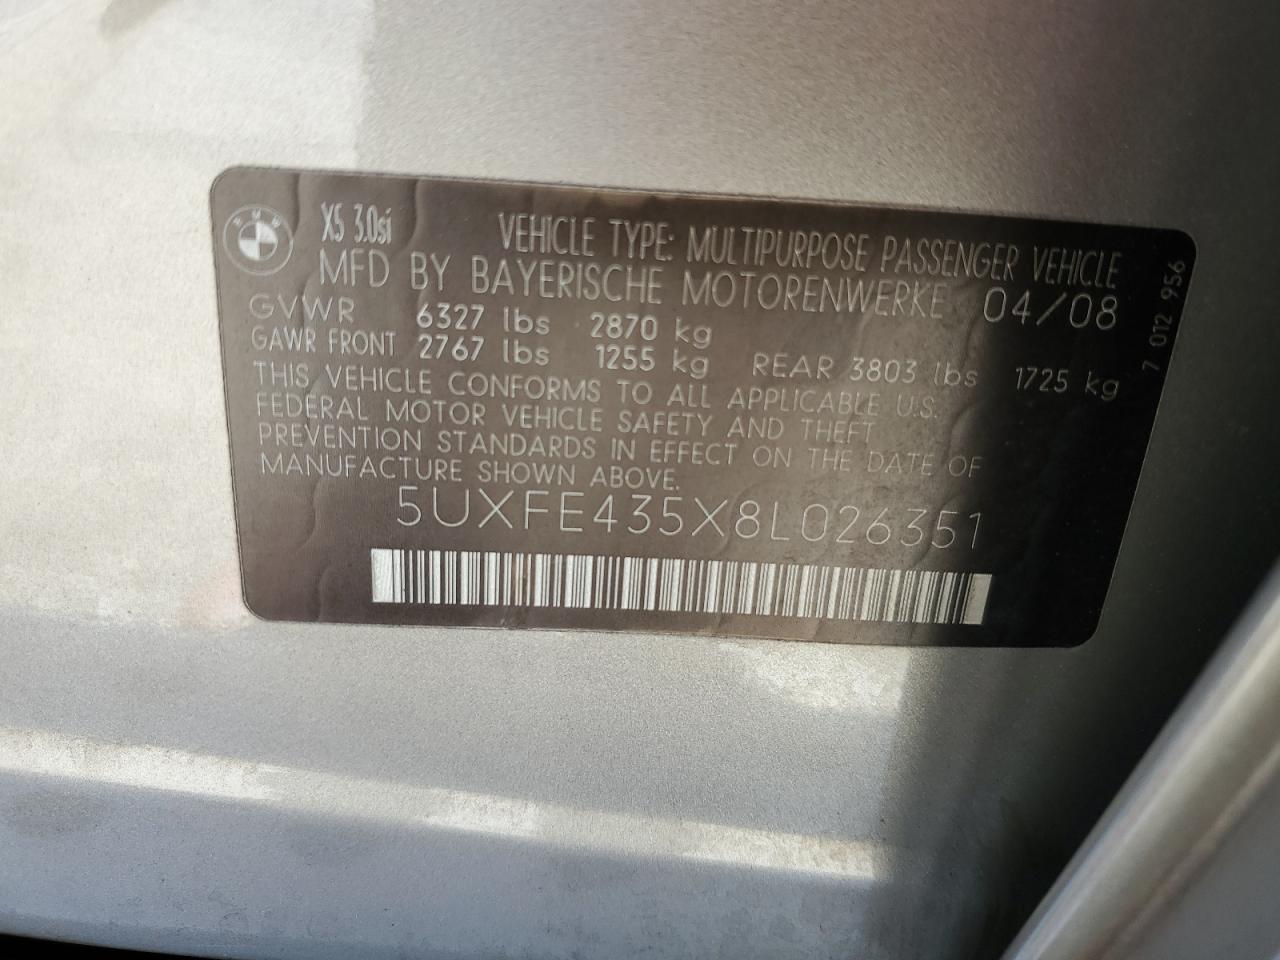 BMW
X5 3.0si VEHICLE TYPE: MULTIPURPOSE PASSENGER VEHICLE
MFD BY BAYERISCHE MOTORENWERKE 04/08
GVWR 6327 lbs 2870 kg
GAWR FRONT 2767 lbs 1255 kg REAR 3803 lbs 1725 kg
THIS VEHICLE CONFORMS TO ALL APPLICABLE U.S.
FEDERAL MOTOR VEHICLE SAFETY AND THEFT
PREVENTION STANDARDS IN EFFECT ON THE DATE OF
MANUFACTURE SHOWN ABOVE.
5UXFE435X8L026351
7 012 956